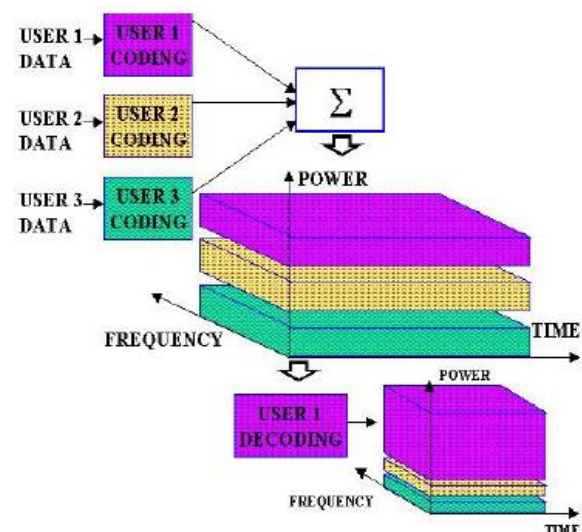 USER 1
DATA
USER 1
CODING
USER 2
DATA
USER 2
CODING
USER 3
DATA
USER 3
CODING
Σ
POWER
FREQUENCY
TIME
USER 1
DECODING
POWER
FREQUENCY
TIME